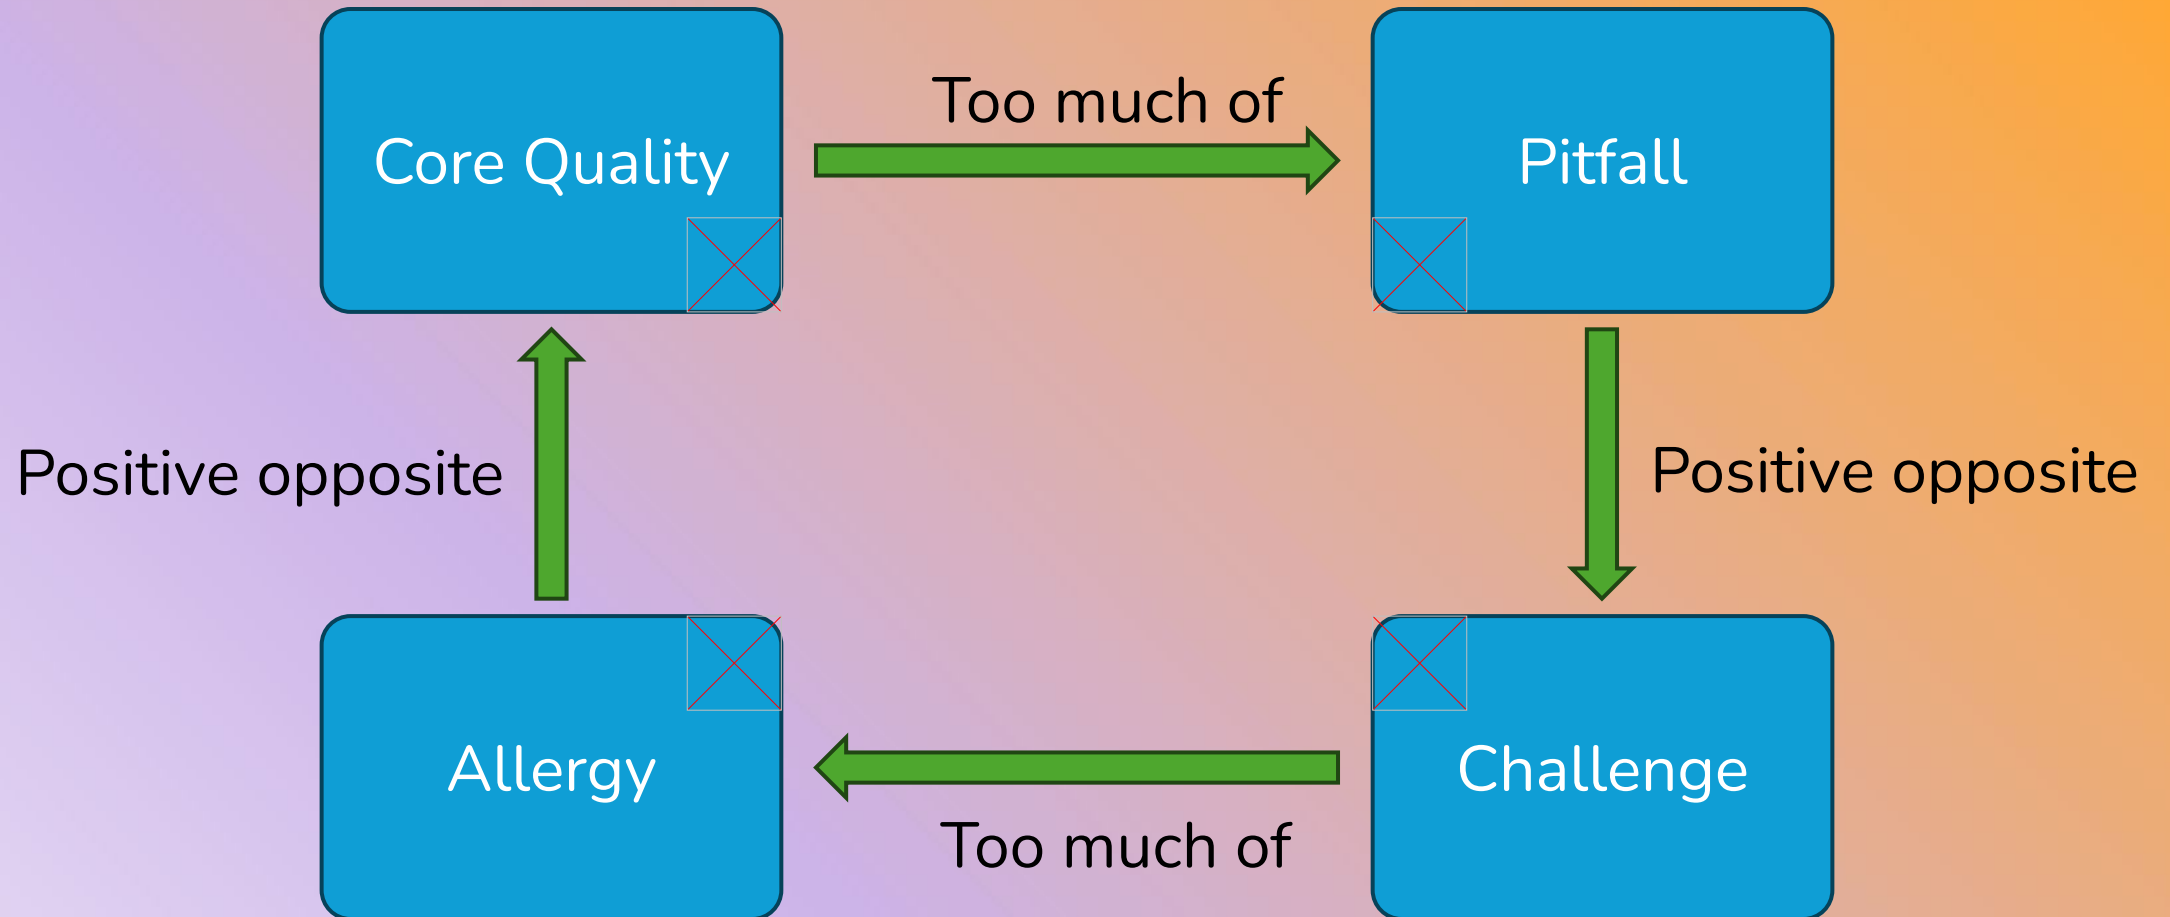 Too much of
Core Quality
Pitfall
Positive opposite
Positive opposite
Allergy
Challenge
Too much of